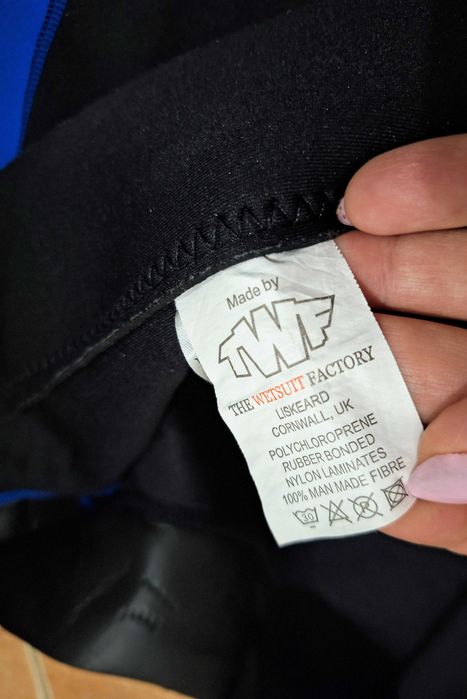 Made by
TWF
THE WETSUIT FACTORY
LISKEARD
CORNWALL, UK
POLYCHLOROPRENE
RUBBER BONDED
NYLON LAMINATES
100% MAN MADE FIBRE
30